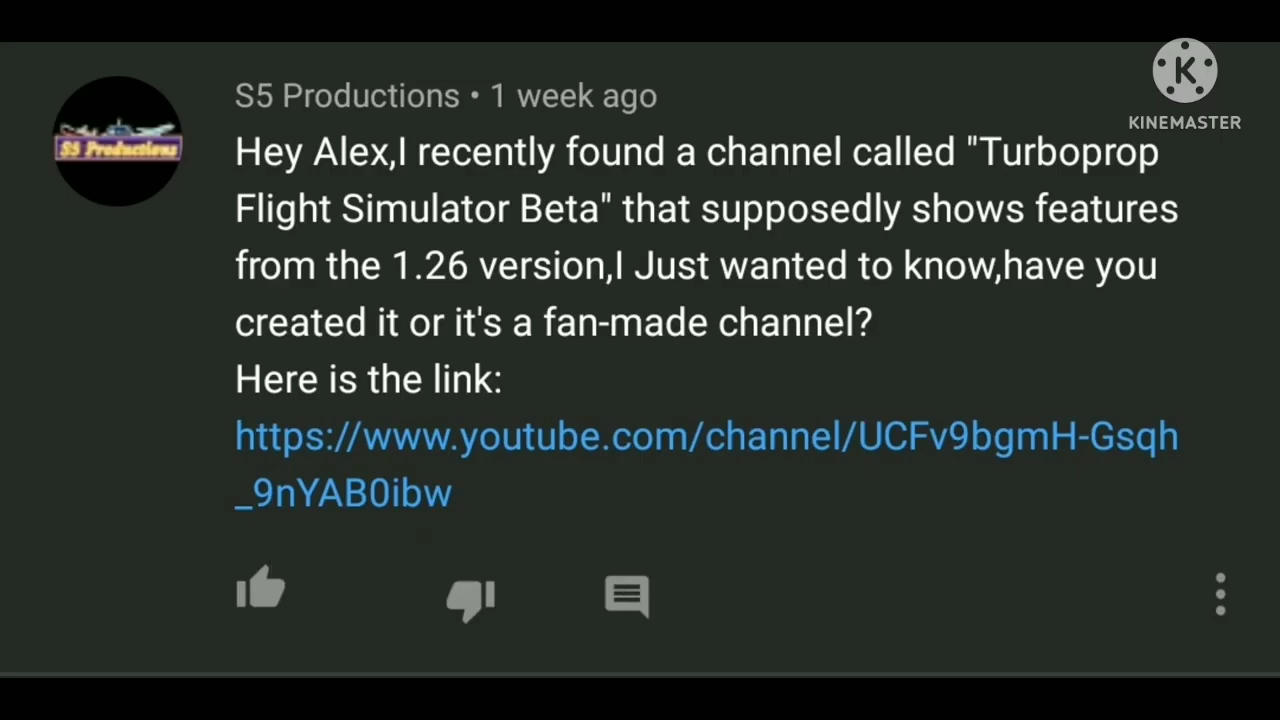 S5 Productions • 1 week ago
K
KINEMASTER
S5 Productions
Hey Alex,I recently found a channel called "Turboprop
Flight Simulator Beta" that supposedly shows features
from the 1.26 version,I Just wanted to know,have you
created it or it's a fan-made channel?
Here is the link:
https://www.youtube.com/channel/UCFv9bgmH-Gsqh
_9nYAB0ibw